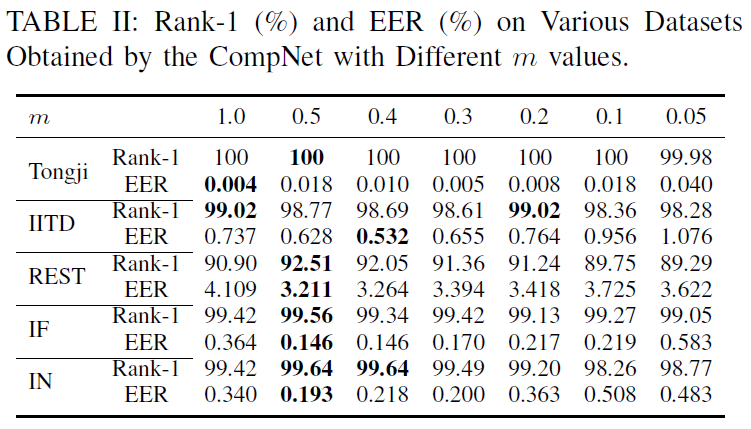 TABLE II: Rank-1 (%) and EER (%) on Various Datasets
Obtained by the CompNet with Different m values.
m 1.0 0.5 0.4 0.3 0.2 0.1 0.05
Tongji Rank-1 100 100 100 100 100 100 99.98
EER 0.004 0.018 0.010 0.005 0.008 0.018 0.040
IITD Rank-1 99.02 98.77 98.69 98.61 99.02 98.36 98.28
EER 0.737 0.628 0.532 0.655 0.764 0.956 1.076
REST Rank-1 90.90 92.51 92.05 91.36 91.24 89.75 89.29
EER 4.109 3.211 3.264 3.394 3.418 3.725 3.622
IF Rank-1 99.42 99.56 99.34 99.42 99.13 99.27 99.05
EER 0.364 0.146 0.146 0.170 0.217 0.219 0.583
IN Rank-1 99.42 99.64 99.64 99.49 99.20 98.26 98.77
EER 0.340 0.193 0.218 0.200 0.363 0.508 0.483